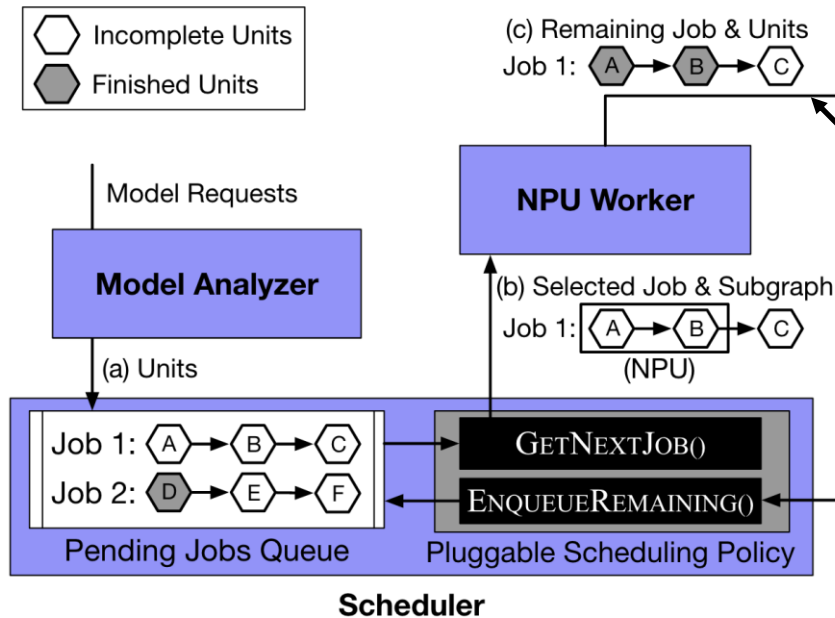 Incomplete Units
Finished Units
(c) Remaining Job & Units
Job 1: A B C
Model Requests
NPU Worker
Model Analyzer
(b) Selected Job & Subgraph
Job 1: A B C
(NPU)
(a) Units
Job 1: A B C
Job 2: D E F
GETNEXTJOB()
ENQUEUEREMAINING()
Pending Jobs Queue
Pluggable Scheduling Policy
Scheduler